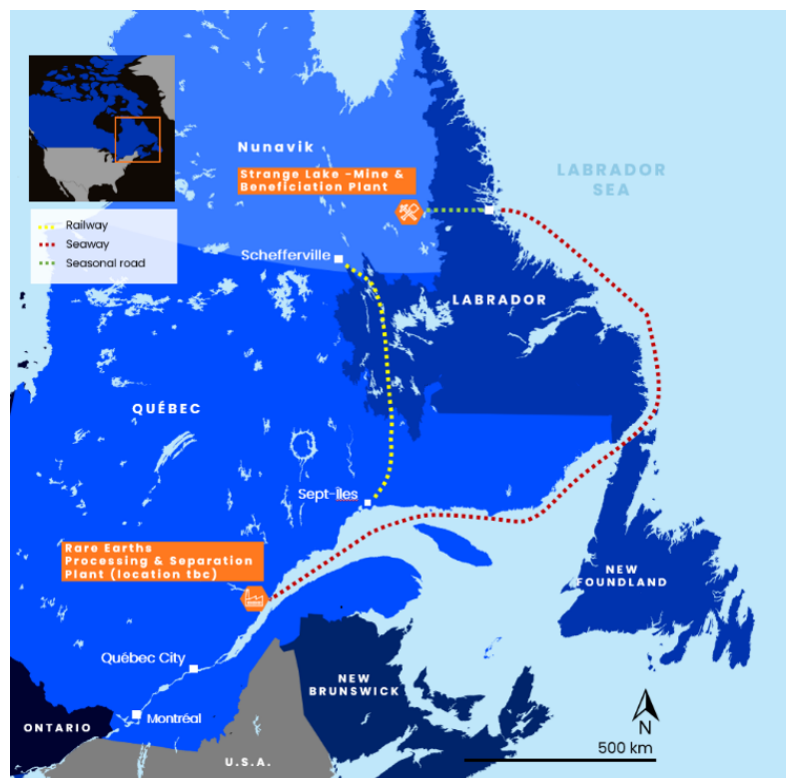 Nunavik
Strange Lake -Mine &
Beneficiation Plant
LABRADOR
SEA
Railway
Seaway
Seasonal road
Schefferville
LABRADOR
QUÉBEC
Sept-Îles
Rare Earths
Processing & Separation
Plant (location tbc)
NEW
FOUNDLAND
Québec City
NEW
BRUNSWICK
Montréal
ONTARIO
N
500 km
U.S.A.